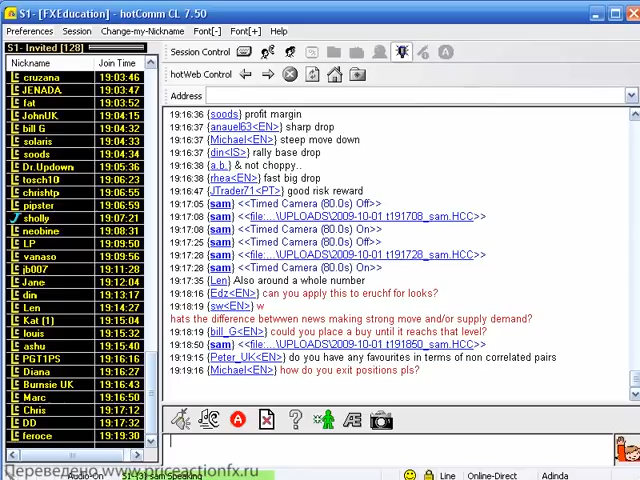 S1- [FXEducation] - hotComm CL 7.50
Preferences Session Change-my-Nickname Font[-] Font[+] Help
S1- Invited [128]
Session Control
Nickname Join Time
hotWeb Control
Address
cruzana 19:03:46
JENADA. 19:03:47
fat 19:03:52
JohnUK 19:04:15
bill G 19:04:32
solaris 19:04:33
soods 19:04:34
Dr.Updown 19:05:36
tosch10 19:06:23
chrishtp 19:06:55
pipster 19:06:59
sholly 19:07:21
neobine 19:08:31
LP 19:09:50
vanaso 19:09:56
jb007 19:11:28
Jane 19:12:04
din 19:13:17
Len 19:14:27
Kat (1) 19:15:04
louis 19:15:32
ashu 19:15:40
PGT1PS 19:16:16
Diana 19:16:27
Burnsie UK 19:16:43
Marc 19:16:50
Chris 19:17:12
DD 19:17:32
feroce 19:19:30
19:16:36 {soods} profit margin
19:16:37 {anauel63<EN>} sharp drop
19:16:37 {Michael<EN>} steep move down
19:16:37 {din<IS>} rally base drop
19:16:38 {a.b.} & not choppy..
19:16:38 {rhea<EN>} fast big drop
19:16:47 {JTrader71<PT>} good risk reward
19:17:05 {sam} <<Timed Camera (80.0s) Off>>
19:17:08 {sam} <<file:...\UPLOADS\2009-10-01 t191708_sam.HCC>>
19:17:08 {sam} <<Timed Camera (80.0s) On>>
19:17:25 {sam} <<Timed Camera (80.0s) Off>>
19:17:28 {sam} <<file:...\UPLOADS\2009-10-01 t191728_sam.HCC>>
19:17:28 {sam} <<Timed Camera (80.0s) On>>
19:17:35 {Len} Also around a whole number
19:18:16 {Edz<EN>} can you apply this to eruchf for looks?
19:18:19 {sw<EN>} w
hats the difference betwwen news making strong move and/or supply demand?
19:18:19 {bill_G<EN>} could you place a buy until it reachs that level?
19:18:50 {sam} <<file:...\UPLOADS\2009-10-01 t191850_sam.HCC>>
19:19:15 {Peter_UK<EN>} do you have any favourites in terms of non correlated pairs
19:19:16 {Michael<EN>} how do you exit positions pls?
Переведено www.priceactionfx.ru
Audio-On S1-(3) sam Speaking Line Online-Direct Adinda